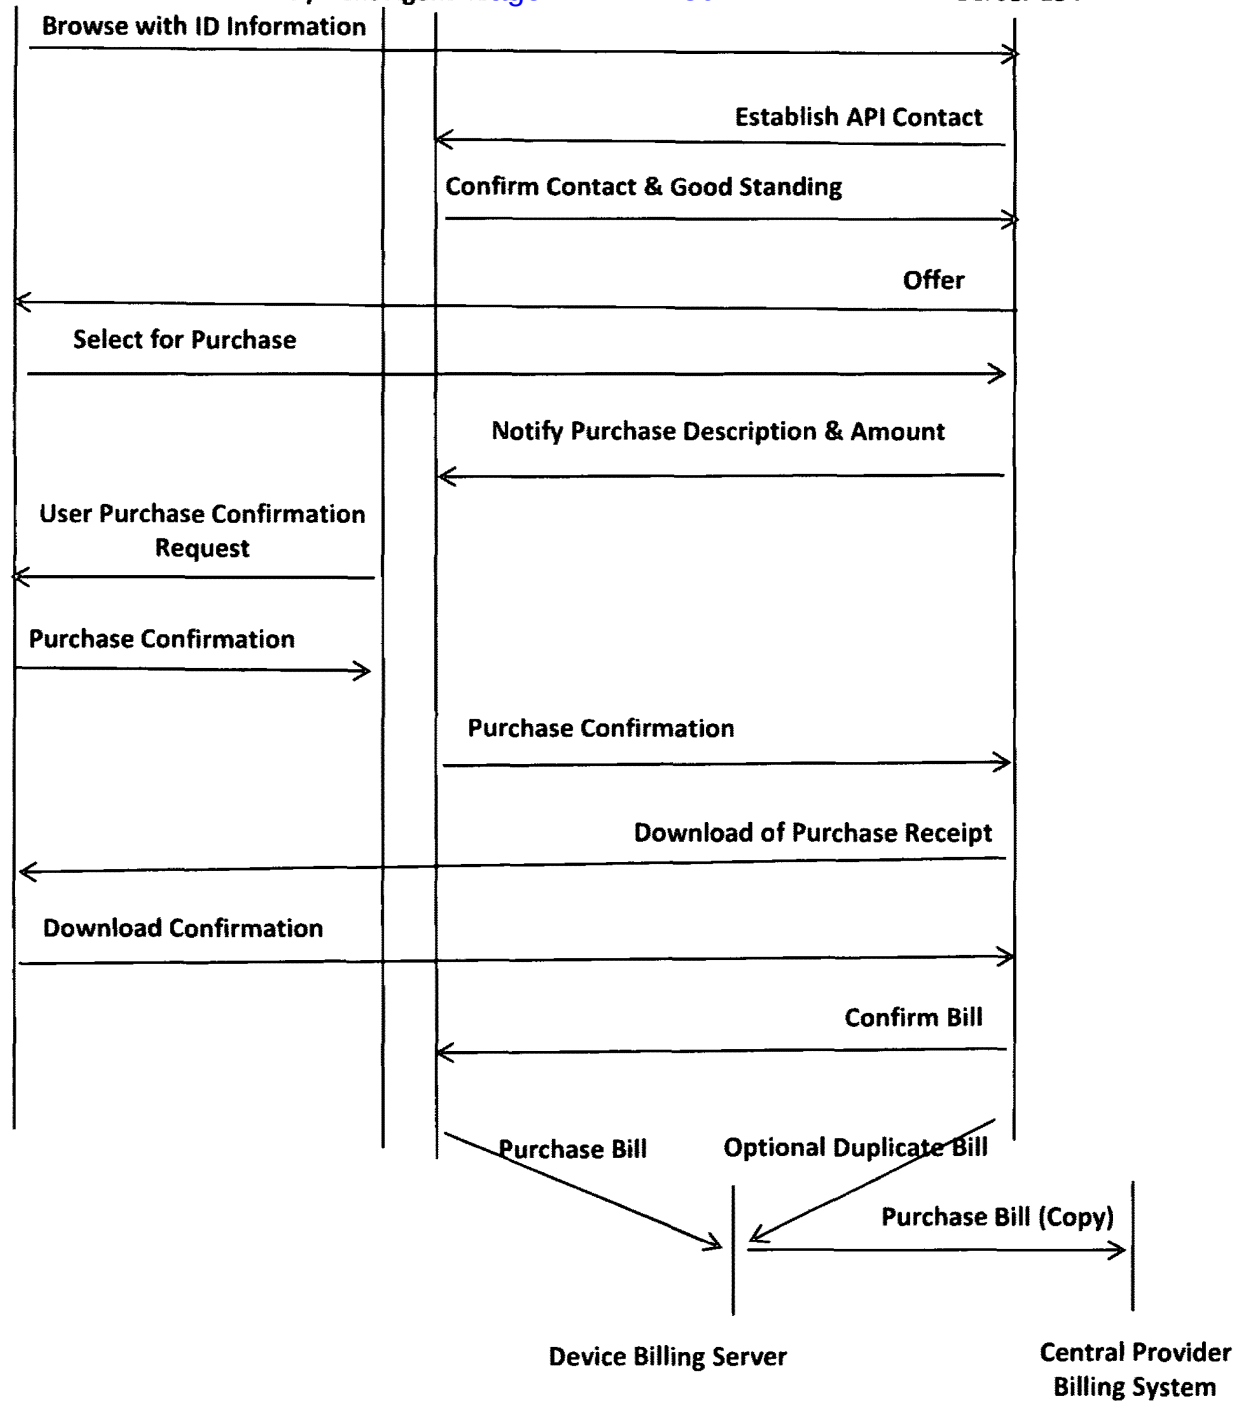 Browse with ID Information
Establish API Contact
Confirm Contact & Good Standing
Offer
Select for Purchase
Notify Purchase Description & Amount
User Purchase Confirmation
Request
Purchase Confirmation
Purchase Confirmation
Download of Purchase Receipt
Download Confirmation
Confirm Bill
Purchase Bill
Optional Duplicate Bill
Purchase Bill (Copy)
Device Billing Server
Central Provider
Billing System